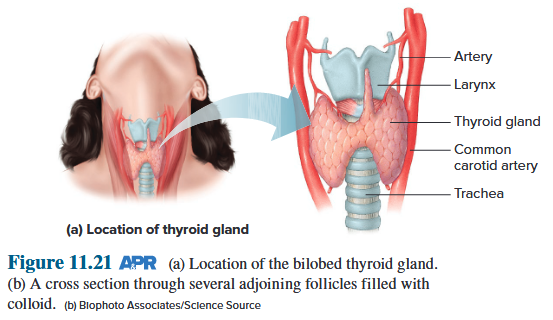 Artery
Larynx
Thyroid gland
Common
carotid artery
Trachea
(a) Location of thyroid gland
Figure 11.21 APR (a) Location of the bilobed thyroid gland.
(b) A cross section through several adjoining follicles filled with
colloid. (b) Biophoto Associates/Science Source